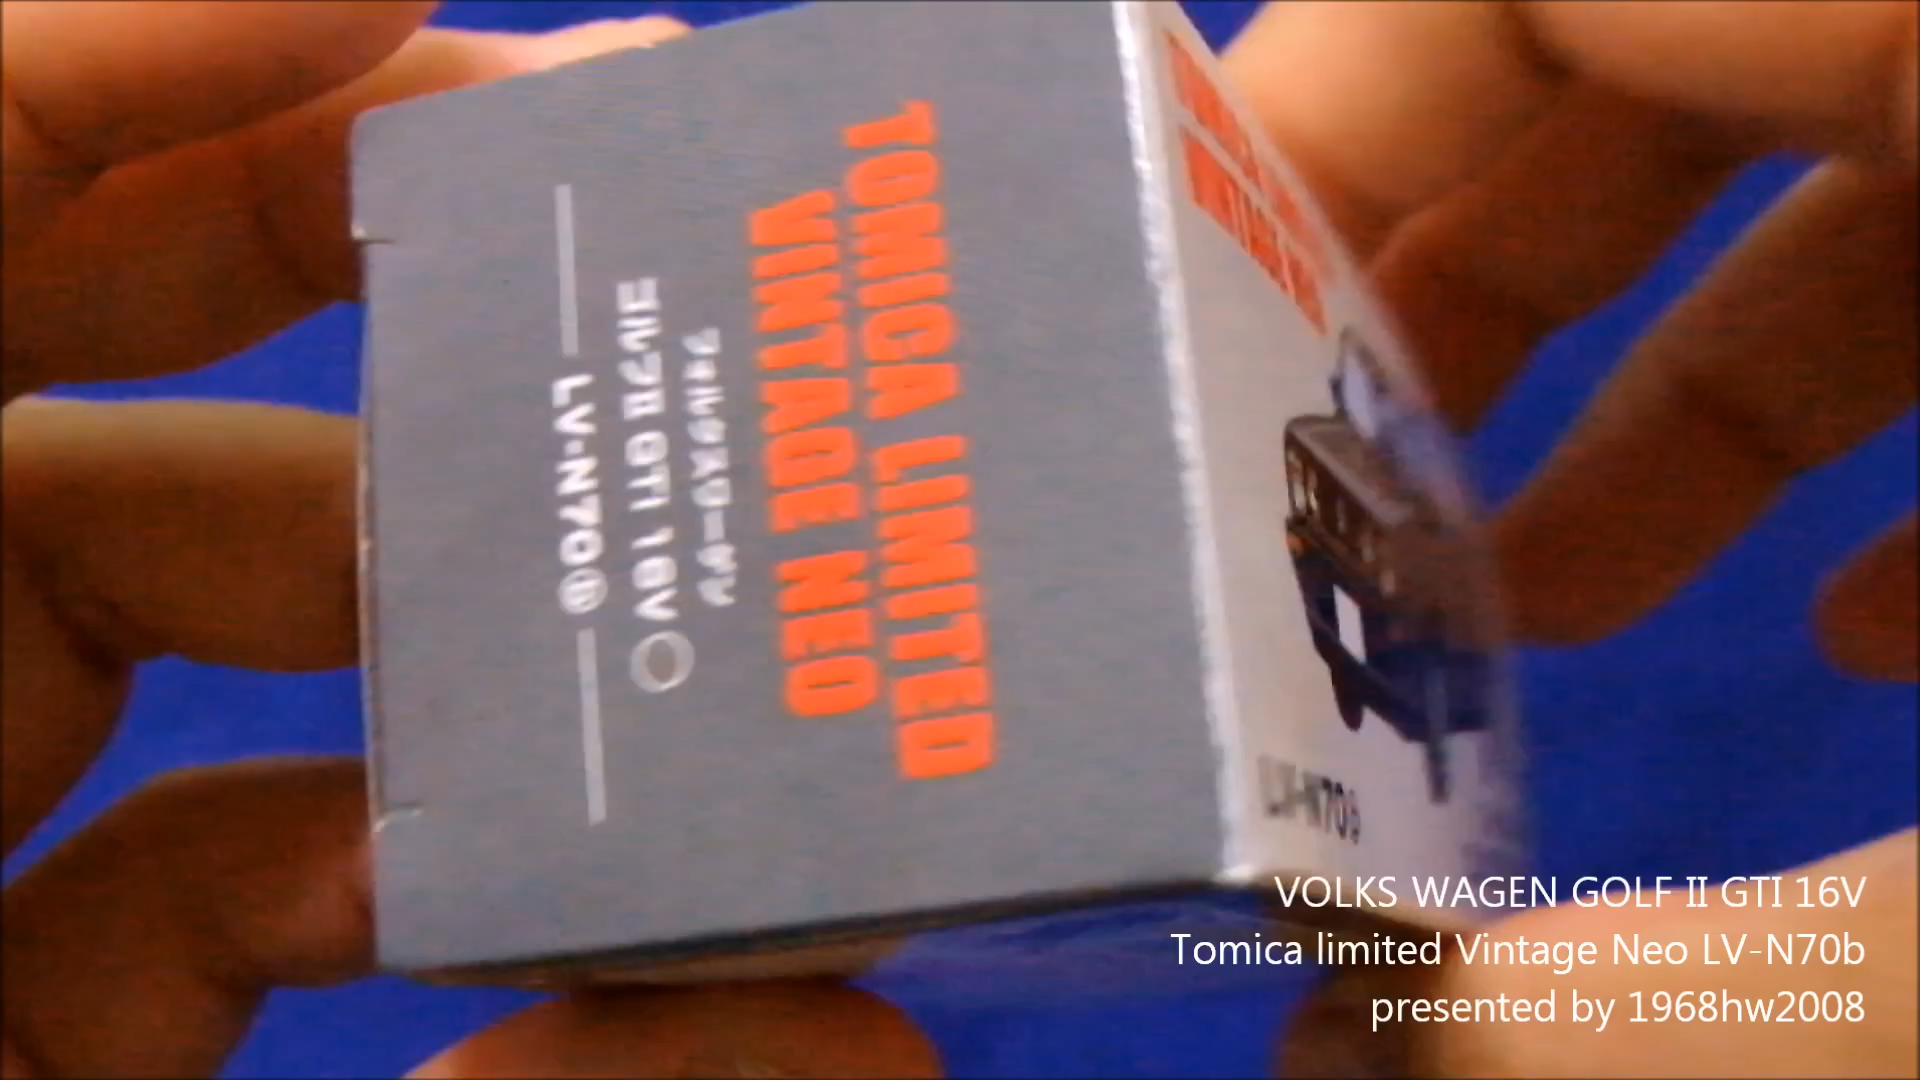 TOMICA LIMITED
VINTAGE NEO
フォルクスワーゲン
ゴルフⅡ GTI 16V
LV-N70ⓑ
LV-N70b
VOLKS WAGEN GOLF II GTI 16V
Tomica limited Vintage Neo LV-N70b
presented by 1968hw2008